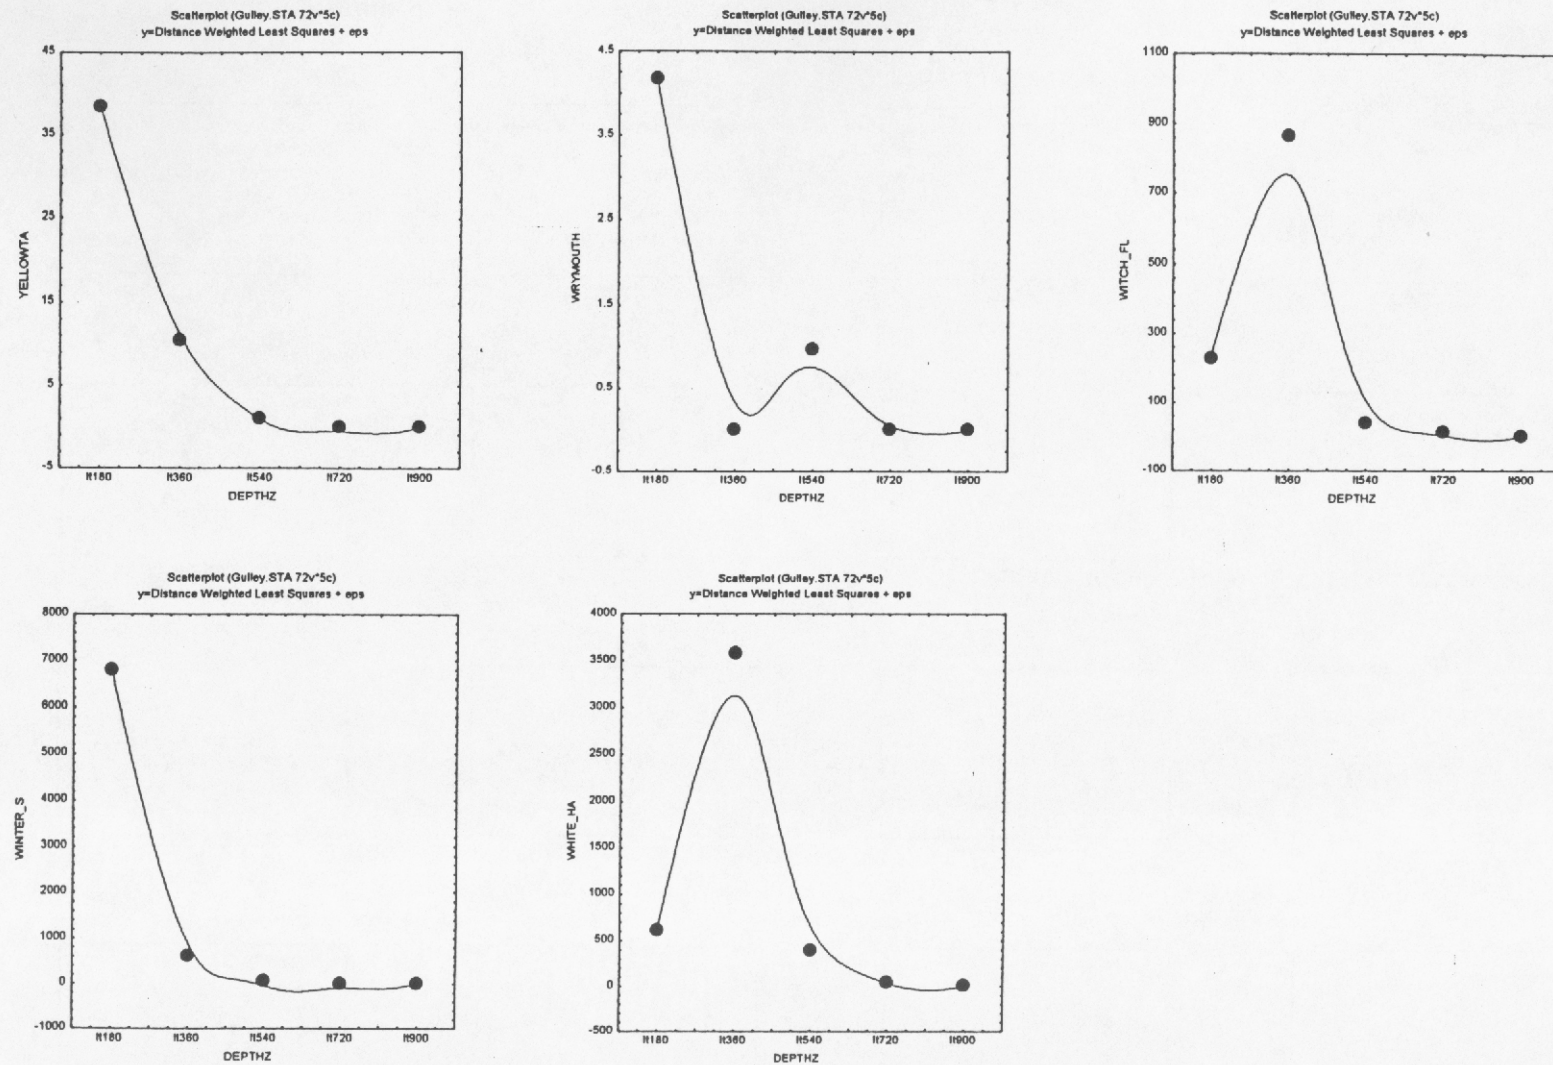 Scatterplot (Gulley.STA 72v*5c)
y=Distance Weighted Least Squares + eps
45
35
25
15
5
-5
YELLOWTA
lt180 lt360 lt540 lt720 lt900
DEPTHZ
Scatterplot (Gulley.STA 72v*5c)
y=Distance Weighted Least Squares + eps
4.5
3.5
2.5
1.5
0.5
-0.5
WRYMOUTH
lt180 lt360 lt540 lt720 lt900
DEPTHZ
Scatterplot (Gulley.STA 72v*5c)
y=Distance Weighted Least Squares + eps
1100
900
700
500
300
100
-100
WITCH_FL
lt180 lt360 lt540 lt720 lt900
DEPTHZ
Scatterplot (Gulley.STA 72v*5c)
y=Distance Weighted Least Squares + eps
8000
7000
6000
5000
4000
3000
2000
1000
0
-1000
WINTER_S
lt180 lt360 lt540 lt720 lt900
DEPTHZ
Scatterplot (Gulley.STA 72v*5c)
y=Distance Weighted Least Squares + eps
4000
3500
3000
2500
2000
1500
1000
500
0
-500
WHITE_HA
lt180 lt360 lt540 lt720 lt900
DEPTHZ